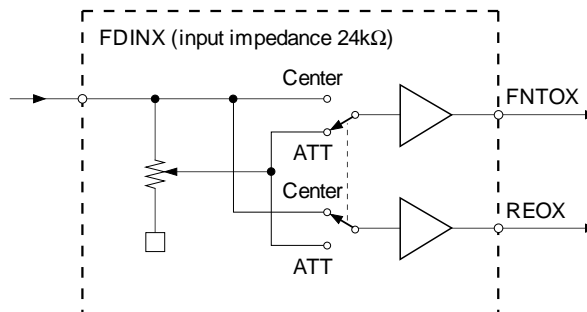 FDINX (input impedance 24kΩ)
Center
FNTOX
ATT
Center
REOX
ATT